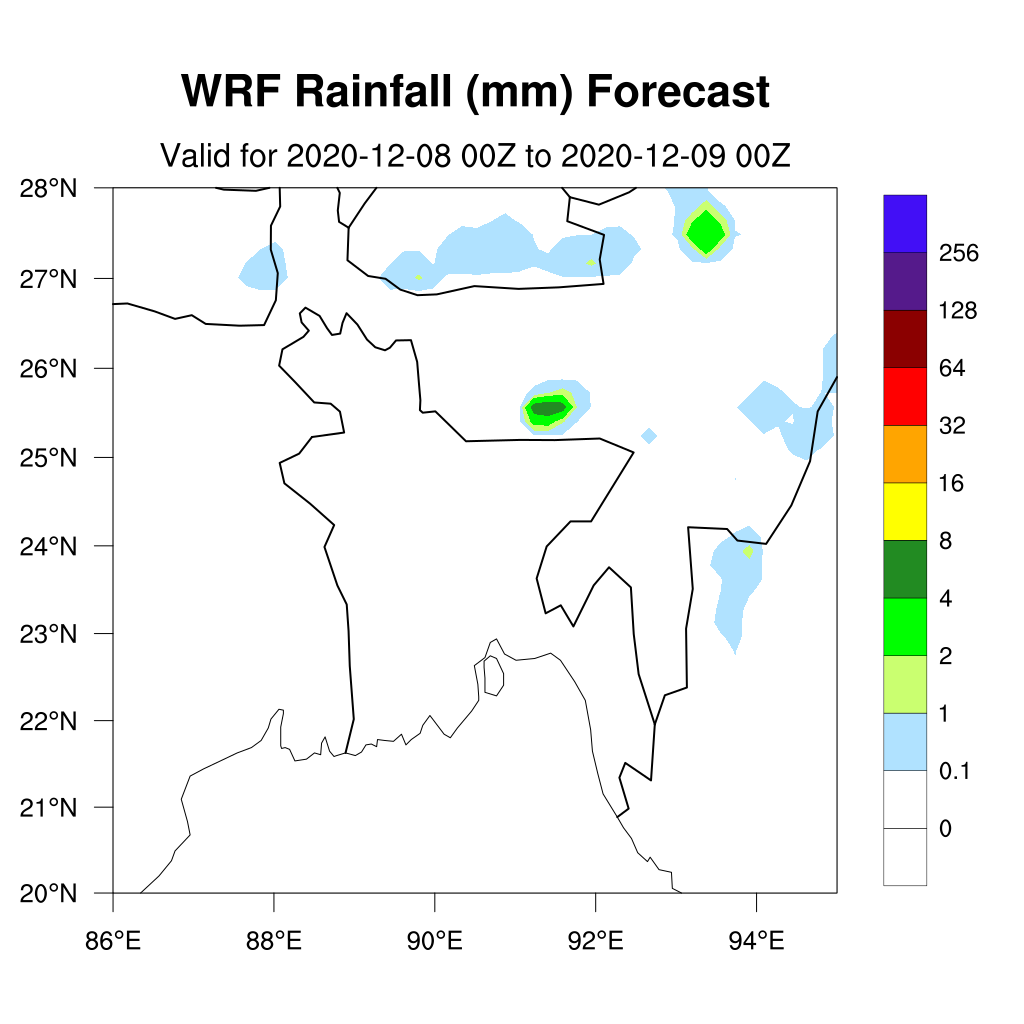 WRF Rainfall (mm) Forecast
Valid for 2020-12-08 00Z to 2020-12-09 00Z
28°N
27°N
26°N
25°N
24°N
23°N
22°N
21°N
20°N
86°E
88°E
90°E
92°E
94°E
256
128
64
32
16
8
4
2
1
0.1
0